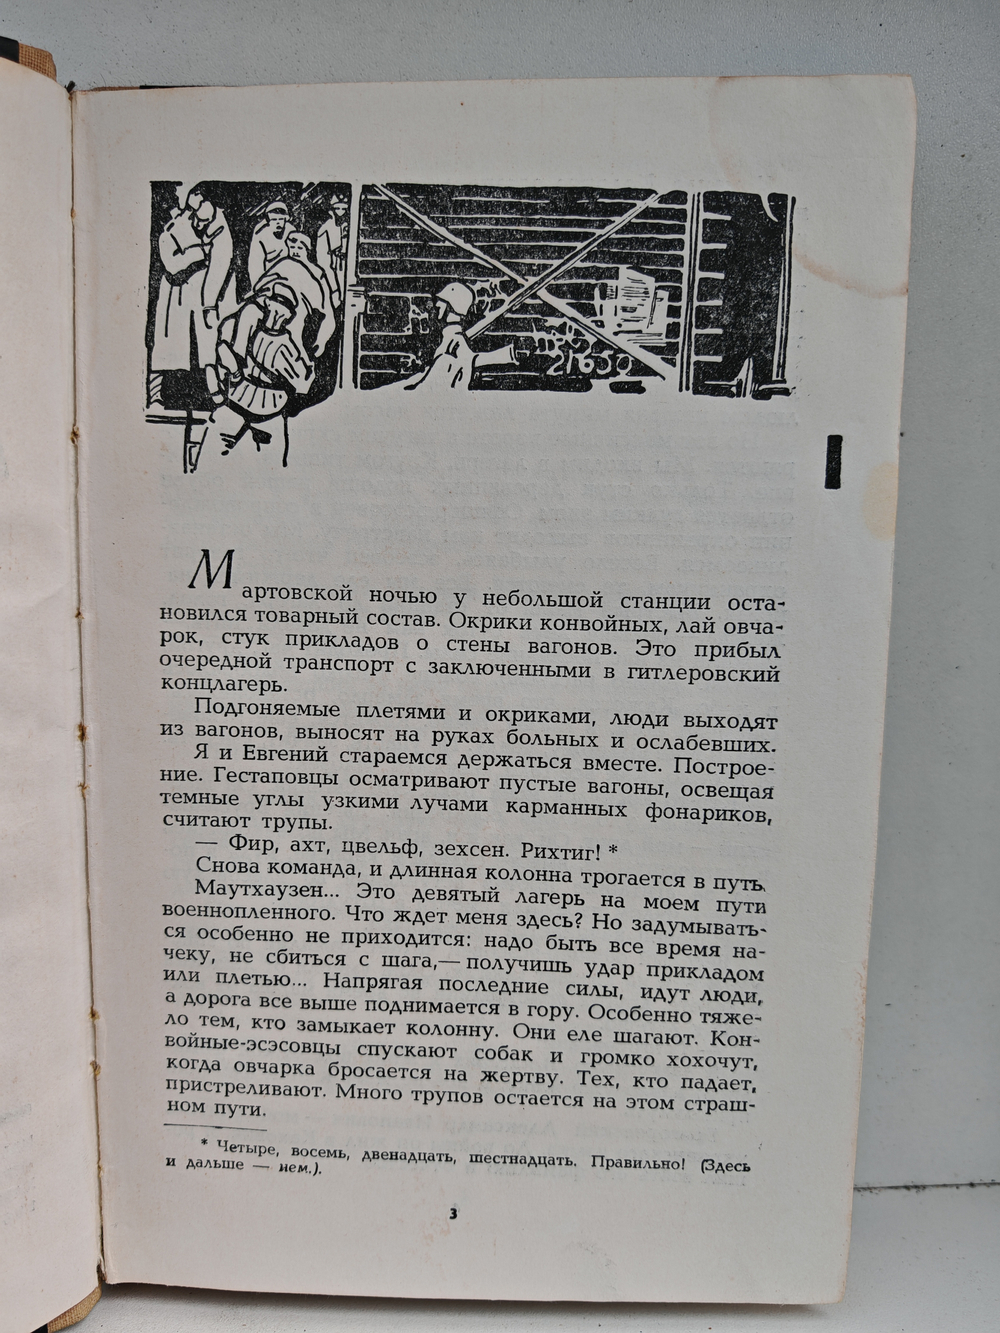 21650
Мартовской ночью у небольшой станции оста-
новился товарный состав. Окрики конвойных, лай овча-
рок, стук прикладов о стены вагонов. Это прибыл
очередной транспорт с заключенными в гитлеровский
концлагерь.
Подгоняемые плетями и окриками, люди выходят
из вагонов, выносят на руках больных и ослабевших.
Я и Евгений стараемся держаться вместе. Построе-
ние. Гестаповцы осматривают пустые вагоны, освещая
темные углы узкими лучами карманных фонариков,
считают трупы.
— Фир, ахт, цвельф, зехсен. Рихтиг! *
Снова команда, и длинная колонна трогается в путь.
Маутхаузен... Это девятый лагерь на моем пути
военнопленного. Что ждет меня здесь? Но задумывать-
ся особенно не приходится: надо быть все время на-
чеку, не сбиться с шага,— получишь удар прикладом
или плетью... Напрягая последние силы, идут люди,
а дорога все выше поднимается в гору. Особенно тяже-
ло тем, кто замыкает колонну. Они еле шагают. Кон-
войные-эсэсовцы спускают собак и громко хохочут,
когда овчарка бросается на жертву. Тех, кто падает,
пристреливают. Много трупов остается на этом страш-
ном пути.
* Четыре, восемь, двенадцать, шестнадцать. Правильно! (Здесь
и дальше — нем.).
3